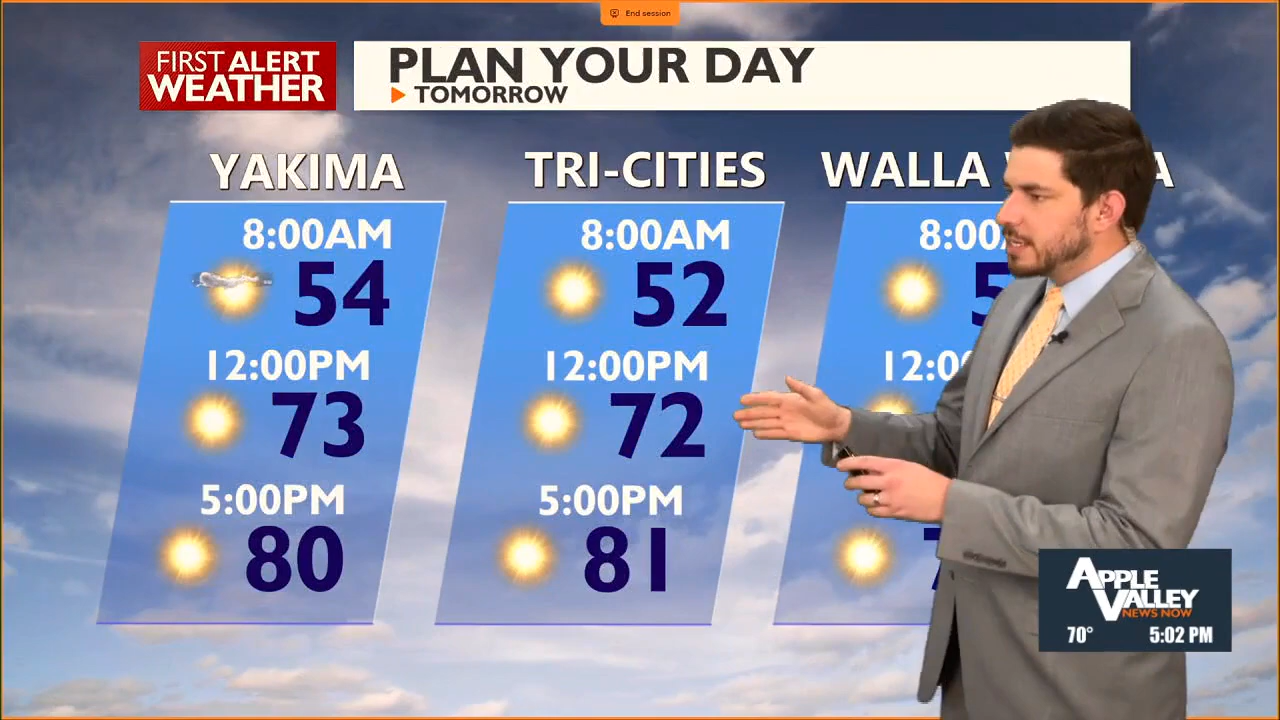 End session
FIRST ALERT
WEATHER
PLAN YOUR DAY
TOMORROW
YAKIMA
8:00AM
54
12:00PM
73
5:00PM
80
TRI-CITIES
8:00AM
52
12:00PM
72
5:00PM
81
WALLA
APPLE
VALLEY
NEWS NOW
70°
5:02 PM